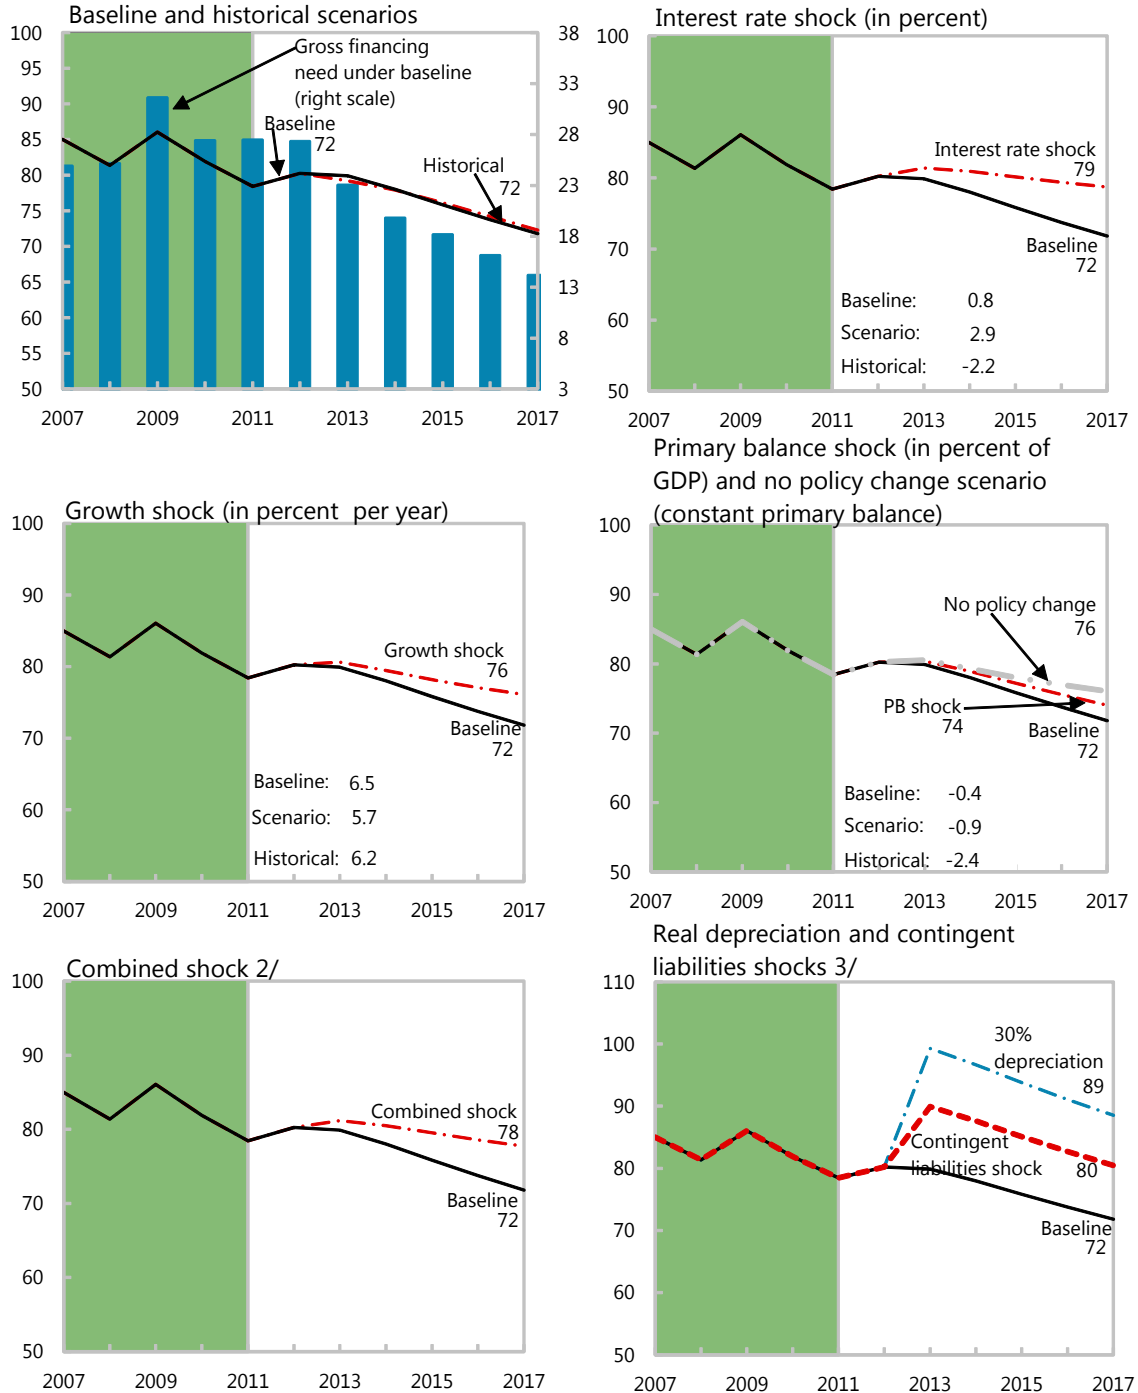 Baseline and historical scenarios
100
95
90
85
80
75
70
65
60
55
50
38
33
28
23
18
13
8
3
Gross financing
need under baseline
(right scale)
Baseline
72
Historical
72
2007
2009
2011
2013
2015
2017
Interest rate shock (in percent)
100
90
80
70
60
50
Interest rate shock
79
Baseline
72
Baseline: 0.8
Scenario: 2.9
Historical: -2.2
2007
2009
2011
2013
2015
2017
Growth shock (in percent per year)
100
90
80
70
60
50
Growth shock
76
Baseline
72
Baseline: 6.5
Scenario: 5.7
Historical: 6.2
2007
2009
2011
2013
2015
2017
Primary balance shock (in percent of
GDP) and no policy change scenario
(constant primary balance)
100
90
80
70
60
50
No policy change
76
PB shock
74
Baseline
72
Baseline: -0.4
Scenario: -0.9
Historical: -2.4
2007
2009
2011
2013
2015
2017
Combined shock 2/
100
90
80
70
60
50
Combined shock
78
Baseline
72
2007
2009
2011
2013
2015
2017
Real depreciation and contingent
liabilities shocks 3/
110
100
90
80
70
60
50
30%
depreciation
89
Contingent
liabilities shock
80
Baseline
72
2007
2009
2011
2013
2015
2017